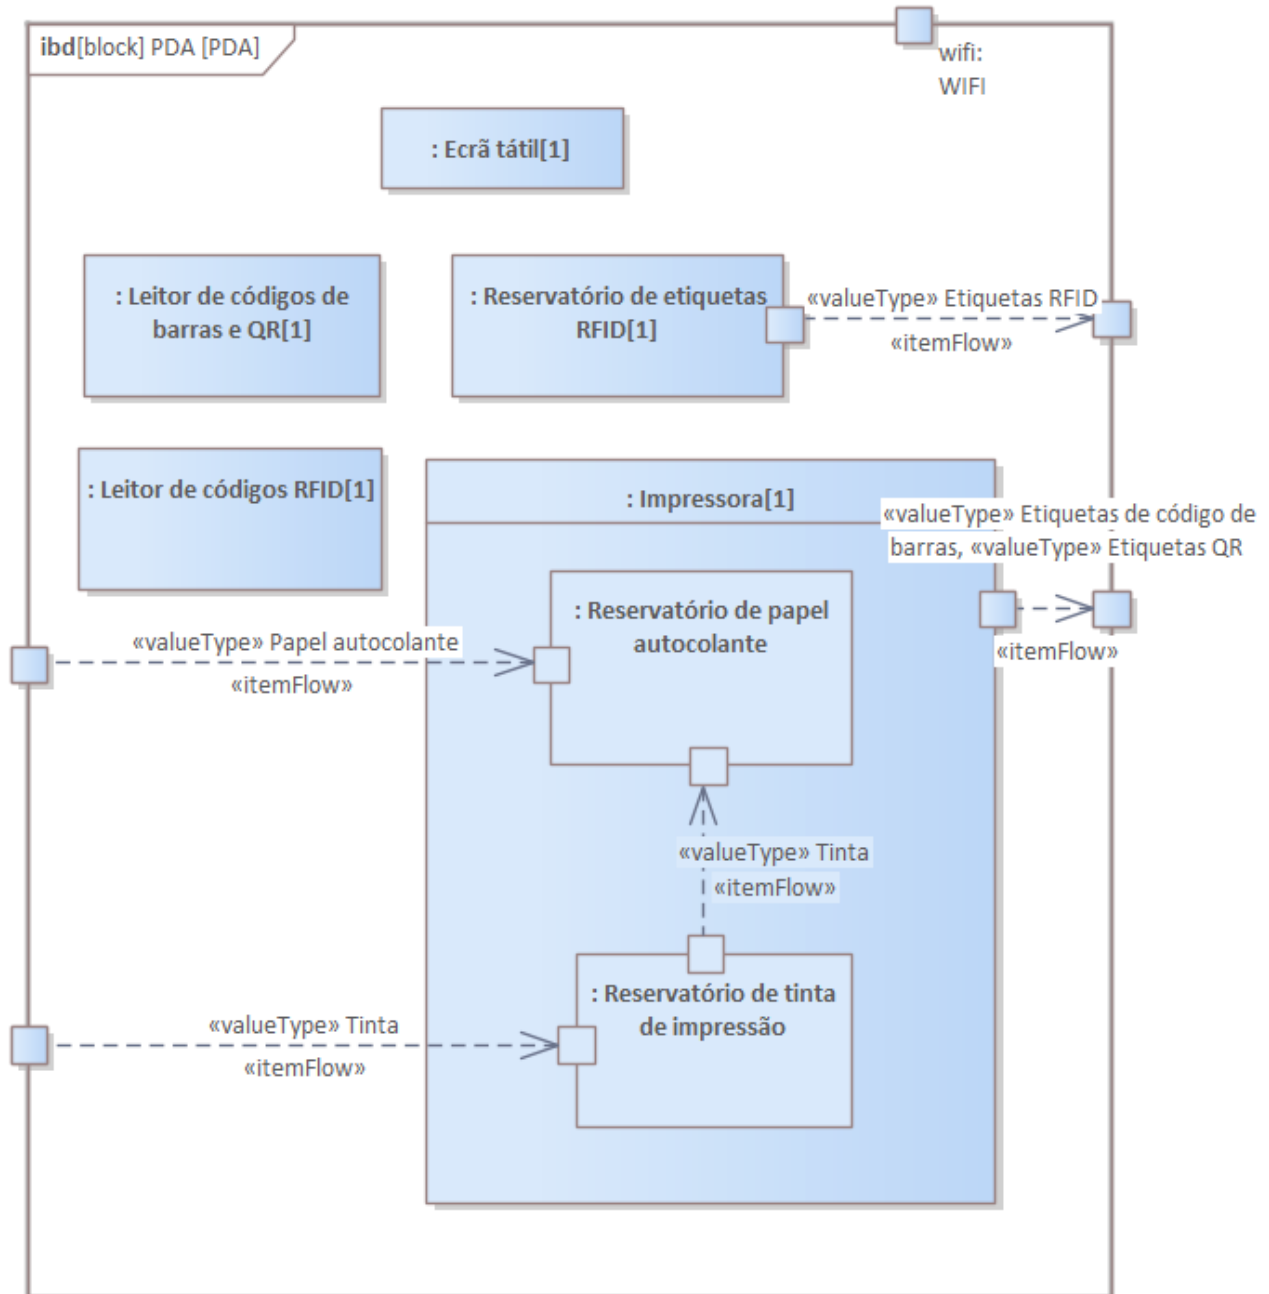 ibd[block] PDA [PDA]
wifi:
WIFI
: Ecrã tátil[1]
: Leitor de códigos de
barras e QR[1]
: Reservatório de etiquetas
RFID[1]
«valueType» Etiquetas RFID
«itemFlow»
: Leitor de códigos RFID[1]
: Impressora[1]
«valueType» Etiquetas de código de
barras, «valueType» Etiquetas QR
«itemFlow»
: Reservatório de papel
autocolante
«valueType» Papel autocolante
«itemFlow»
«valueType» Tinta
«itemFlow»
: Reservatório de tinta
de impressão
«valueType» Tinta
«itemFlow»